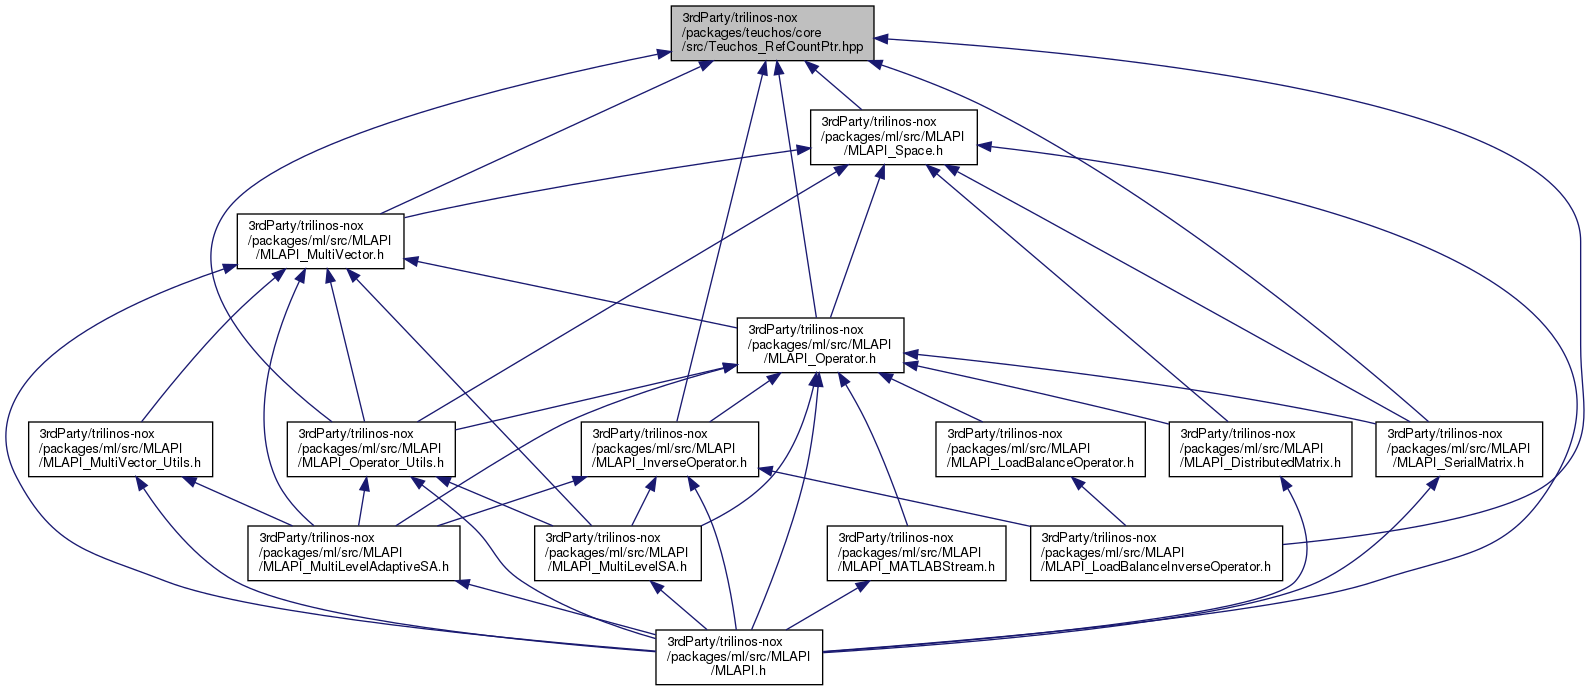 3rdParty/trilinos-nox
/packages/teuchos/core
/src/Teuchos_RefCountPtr.hpp
3rdParty/trilinos-nox
/packages/ml/src/MLAPI
/MLAPI_Space.h
3rdParty/trilinos-nox
/packages/ml/src/MLAPI
/MLAPI_MultiVector.h
3rdParty/trilinos-nox
/packages/ml/src/MLAPI
/MLAPI_Operator.h
3rdParty/trilinos-nox
/packages/ml/src/MLAPI
/MLAPI_MultiVector_Utils.h
3rdParty/trilinos-nox
/packages/ml/src/MLAPI
/MLAPI_Operator_Utils.h
3rdParty/trilinos-nox
/packages/ml/src/MLAPI
/MLAPI_InverseOperator.h
3rdParty/trilinos-nox
/packages/ml/src/MLAPI
/MLAPI_LoadBalanceOperator.h
3rdParty/trilinos-nox
/packages/ml/src/MLAPI
/MLAPI_DistributedMatrix.h
3rdParty/trilinos-nox
/packages/ml/src/MLAPI
/MLAPI_SerialMatrix.h
3rdParty/trilinos-nox
/packages/ml/src/MLAPI
/MLAPI_MultiLevelAdaptiveSA.h
3rdParty/trilinos-nox
/packages/ml/src/MLAPI
/MLAPI_MultiLevelSA.h
3rdParty/trilinos-nox
/packages/ml/src/MLAPI
/MLAPI_MATLABStream.h
3rdParty/trilinos-nox
/packages/ml/src/MLAPI
/MLAPI_LoadBalanceInverseOperator.h
3rdParty/trilinos-nox
/packages/ml/src/MLAPI
/MLAPI.h